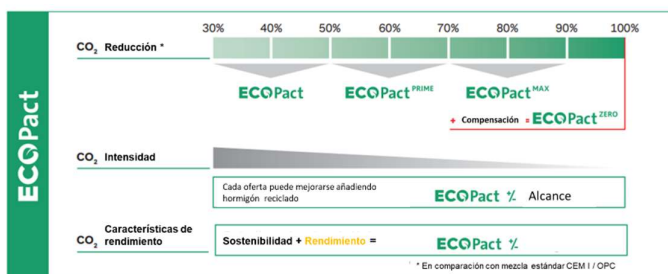 30% 40% 50% 60% 70% 80% 90% 100%
CO₂ Reducción *
ECOPact ECOPact PRIME ECOPact MAX
+ Compensación = ECOPact ZERO
ECOPact
CO₂ Intensidad
Cada oferta puede mejorarse añadiendo
hormigón reciclado
ECOPact ⁺⁄₋ Alcance
CO₂ Características de
rendimiento
Sostenibilidad + Rendimiento = ECOPact ⁺⁄₋
* En comparación con mezcla estándar CEM I / OPC